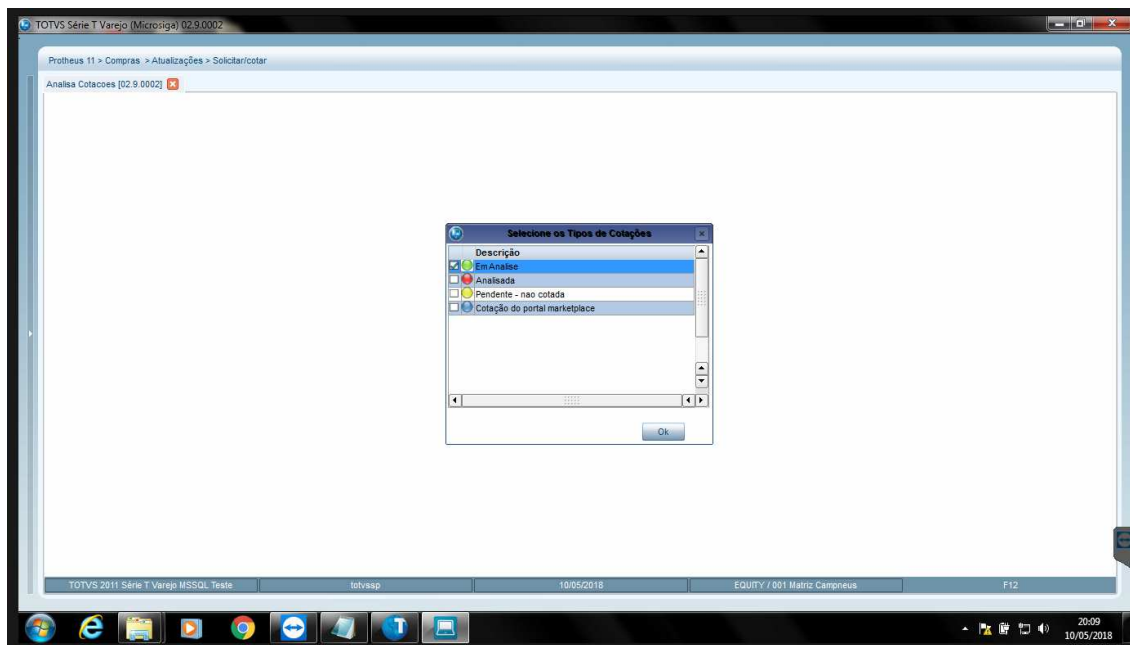 TOTVS Série T Varejo (Microsiga) 02.9.0002
Protheus 11 > Compras > Atualizações > Solicitar/cotar
Analisa Cotacoes [02.9.0002]
Selecione os Tipos de Cotações
Descrição
Em Analise
Analisada
Pendente - nao cotada
Cotação do portal marketplace
Ok
TOTVS 2011 Série T Varejo MSSQL Teste totvssp 10/05/2018 EQUITY / 001 Matriz Campneus F12
20:09
10/05/2018